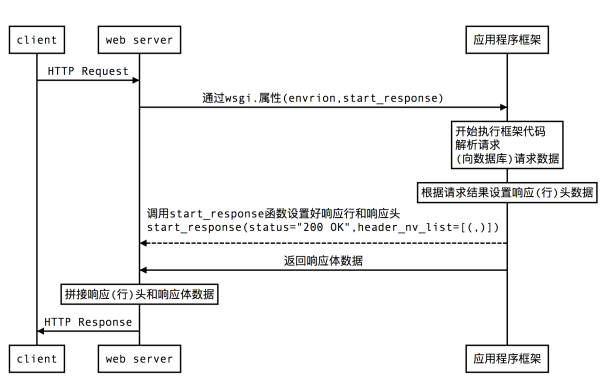 client
web server
应用程序框架
HTTP Request
通过wsgi.属性(envrion,start_response)
开始执行框架代码
解析请求
(向数据库)请求数据
根据请求结果设置响应(行)头数据
调用start_response函数设置好响应行和响应头
start_response(status="200 OK",header_nv_list=[(,)])
返回响应体数据
拼接响应(行)头和响应体数据
HTTP Response
client
web server
应用程序框架